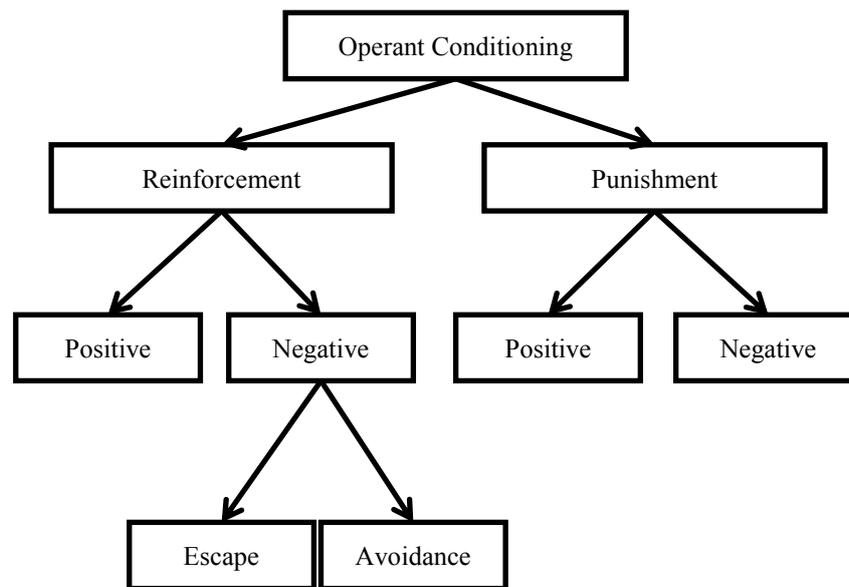 Operant Conditioning
Reinforcement
Punishment
Positive
Negative
Positive
Negative
Escape
Avoidance